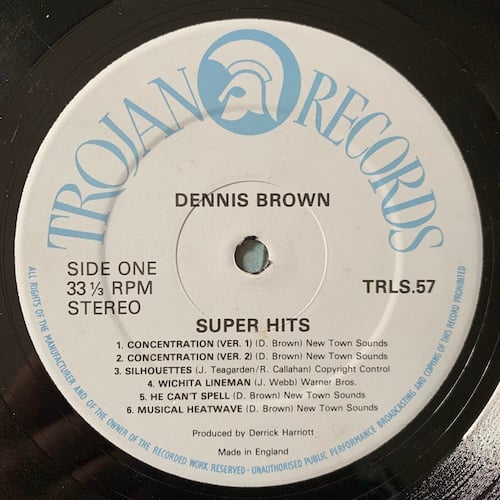 TROJAN RECORDS
DENNIS BROWN
SIDE ONE
33 ⅓ RPM
STEREO
TRLS.57
SUPER HITS
1. CONCENTRATION (VER. 1) (D. Brown) New Town Sounds
2. CONCENTRATION (VER. 2) (D. Brown) New Town Sounds
3. SILHOUETTES (J. Teagarden/R. Callahan) Copyright Control
4. WICHITA LINEMAN (J. Webb) Warner Bros.
5. HE CAN'T SPELL (D. Brown) New Town Sounds
6. MUSICAL HEATWAVE (D. Brown) New Town Sounds
Produced by Derrick Harriott
Made in England
ALL RIGHTS OF THE MANUFACTURER AND OF THE OWNER OF THE RECORDED WORK RESERVED · UNAUTHORISED PUBLIC PERFORMANCE BROADCASTING AND COPYING OF THIS RECORD PROHIBITED